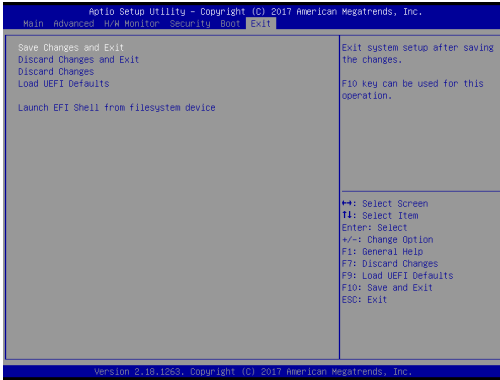 Aptio Setup Utility – Copyright (C) 2017 American Megatrends, Inc.
Main Advanced H/W Monitor Security Boot Exit
Save Changes and Exit
Discard Changes and Exit
Discard Changes
Load UEFI Defaults
Launch EFI Shell from filesystem device
Exit system setup after saving
the changes.
F10 key can be used for this
operation.
↔: Select Screen
↑↓: Select Item
Enter: Select
+/-: Change Option
F1: General Help
F7: Discard Changes
F9: Load UEFI Defaults
F10: Save and Exit
ESC: Exit
Version 2.18.1263. Copyright (C) 2017 American Megatrends, Inc.